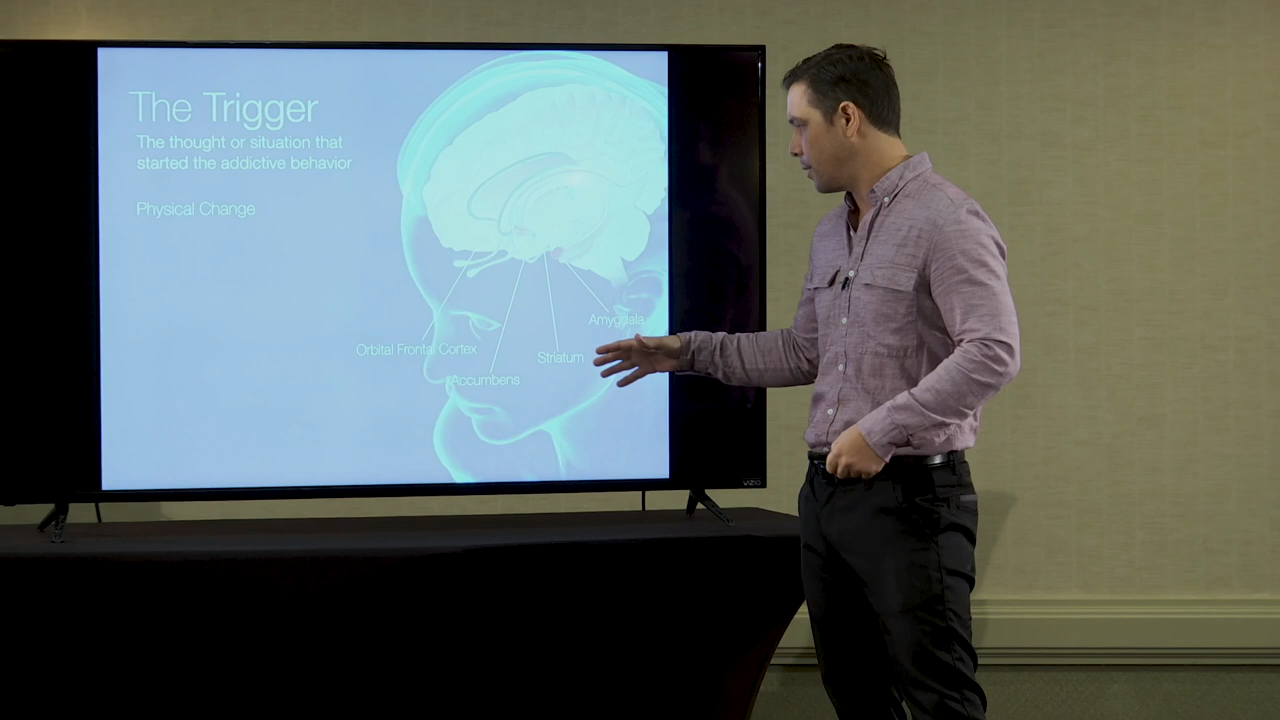 The Trigger
The thought or situation that
started the addictive behavior
Physical Change
Amygdala
Orbital Frontal Cortex
Striatum
Accumbens
VIZIO